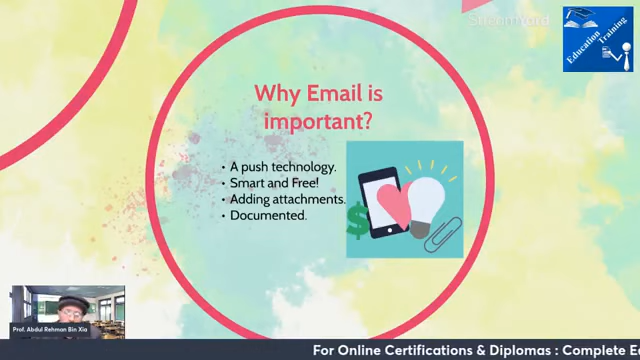 StreamYard
Education
Training
Why Email is
important?
• A push technology.
• Smart and Free!
• Adding attachments.
• Documented.
$
Prof. Abdul Rehman Bin Xia
For Online Certifications & Diplomas : Complete E